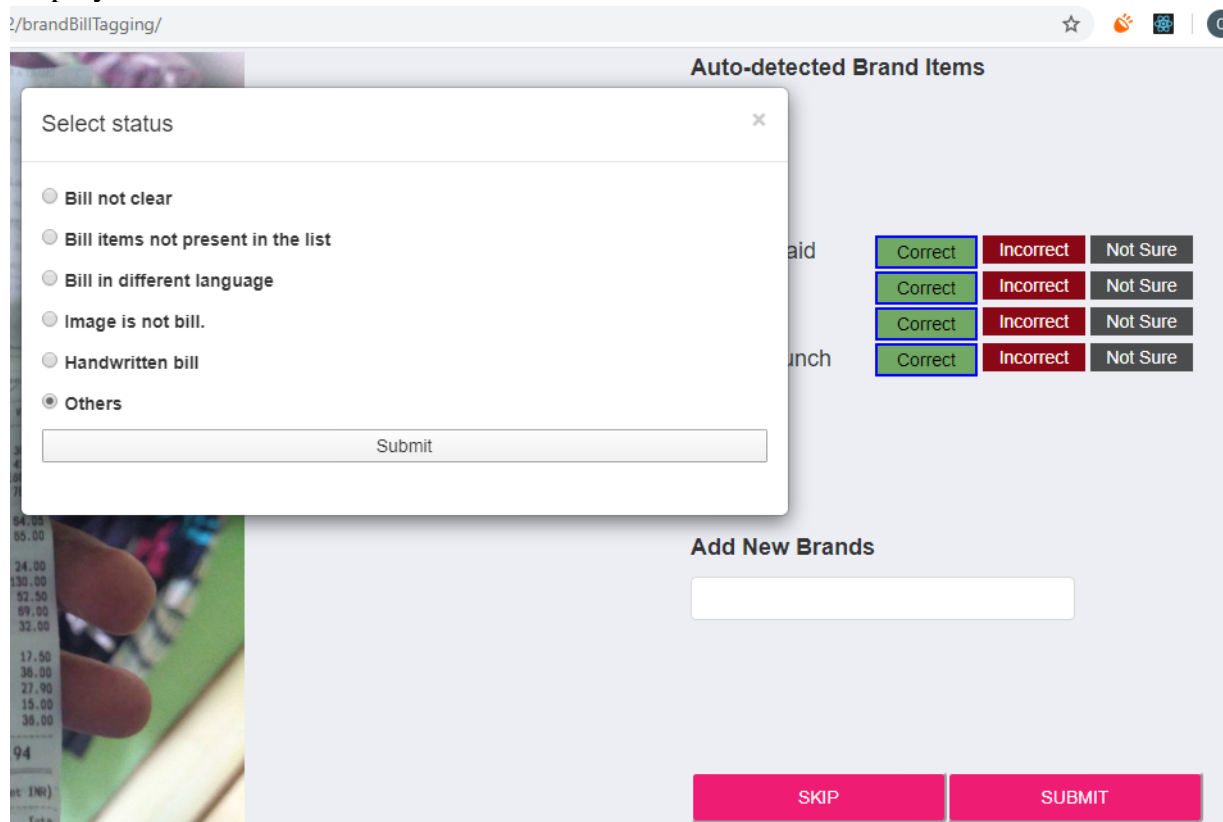 2/brandBillTagging/
Auto-detected Brand Items
Select status
×
Bill not clear
Bill items not present in the list
Bill in different language
Image is not bill.
Handwritten bill
Others
Submit
aid Correct Incorrect Not Sure
Correct Incorrect Not Sure
Correct Incorrect Not Sure
unch Correct Incorrect Not Sure
54.05
85.00
24.00
130.00
52.50
69.00
32.00
17.50
36.00
27.90
15.00
38.00
94
INR)
Add New Brands
SKIP SUBMIT